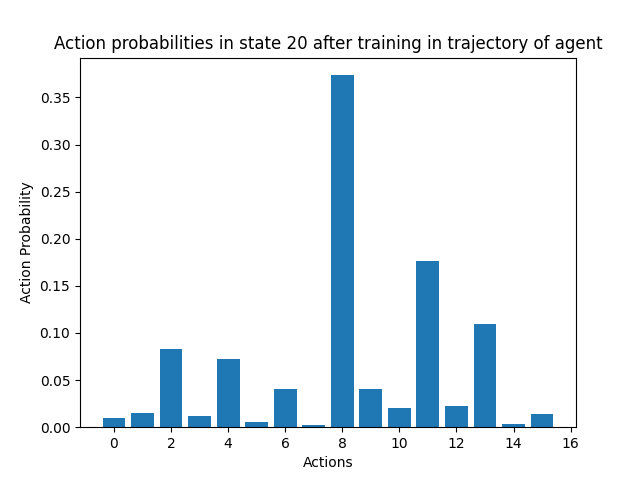 Action probabilities in state 20 after training in trajectory of agent
0.35
0.30
0.25
0.20
0.15
0.10
0.05
0.00
Action Probability
0 2 4 6 8 10 12 14 16
Actions